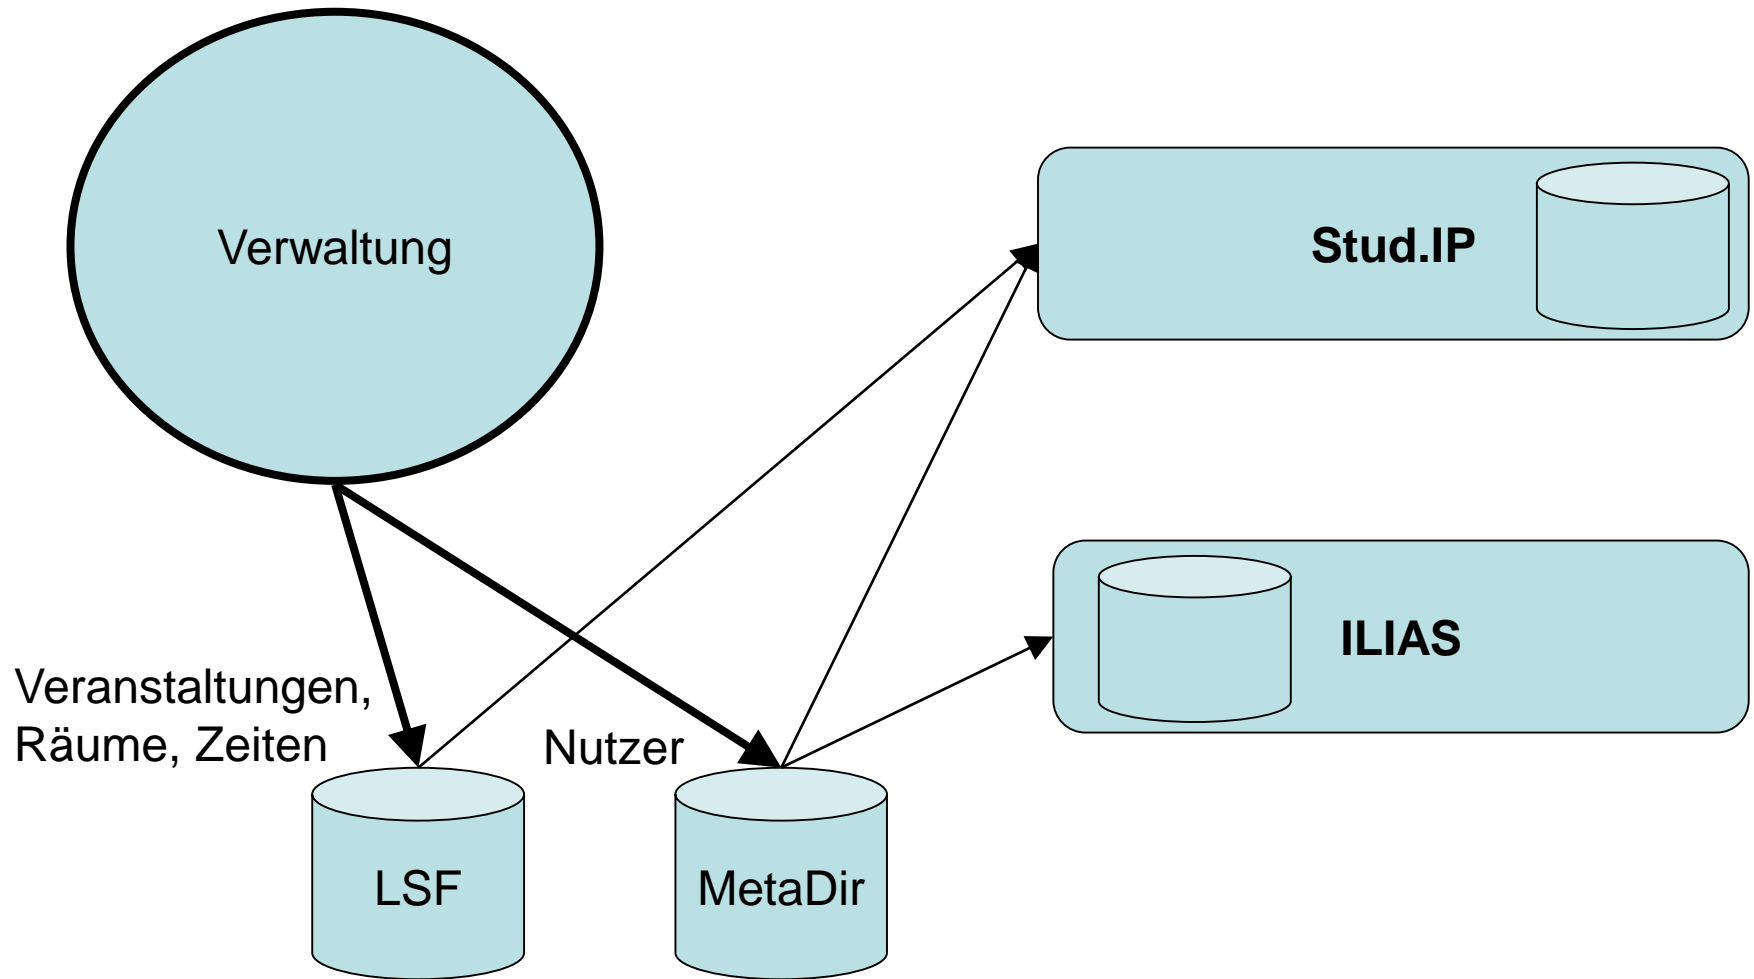 Verwaltung
Stud.IP
ILIAS
Veranstaltungen,
Räume, Zeiten
Nutzer
LSF
MetaDir